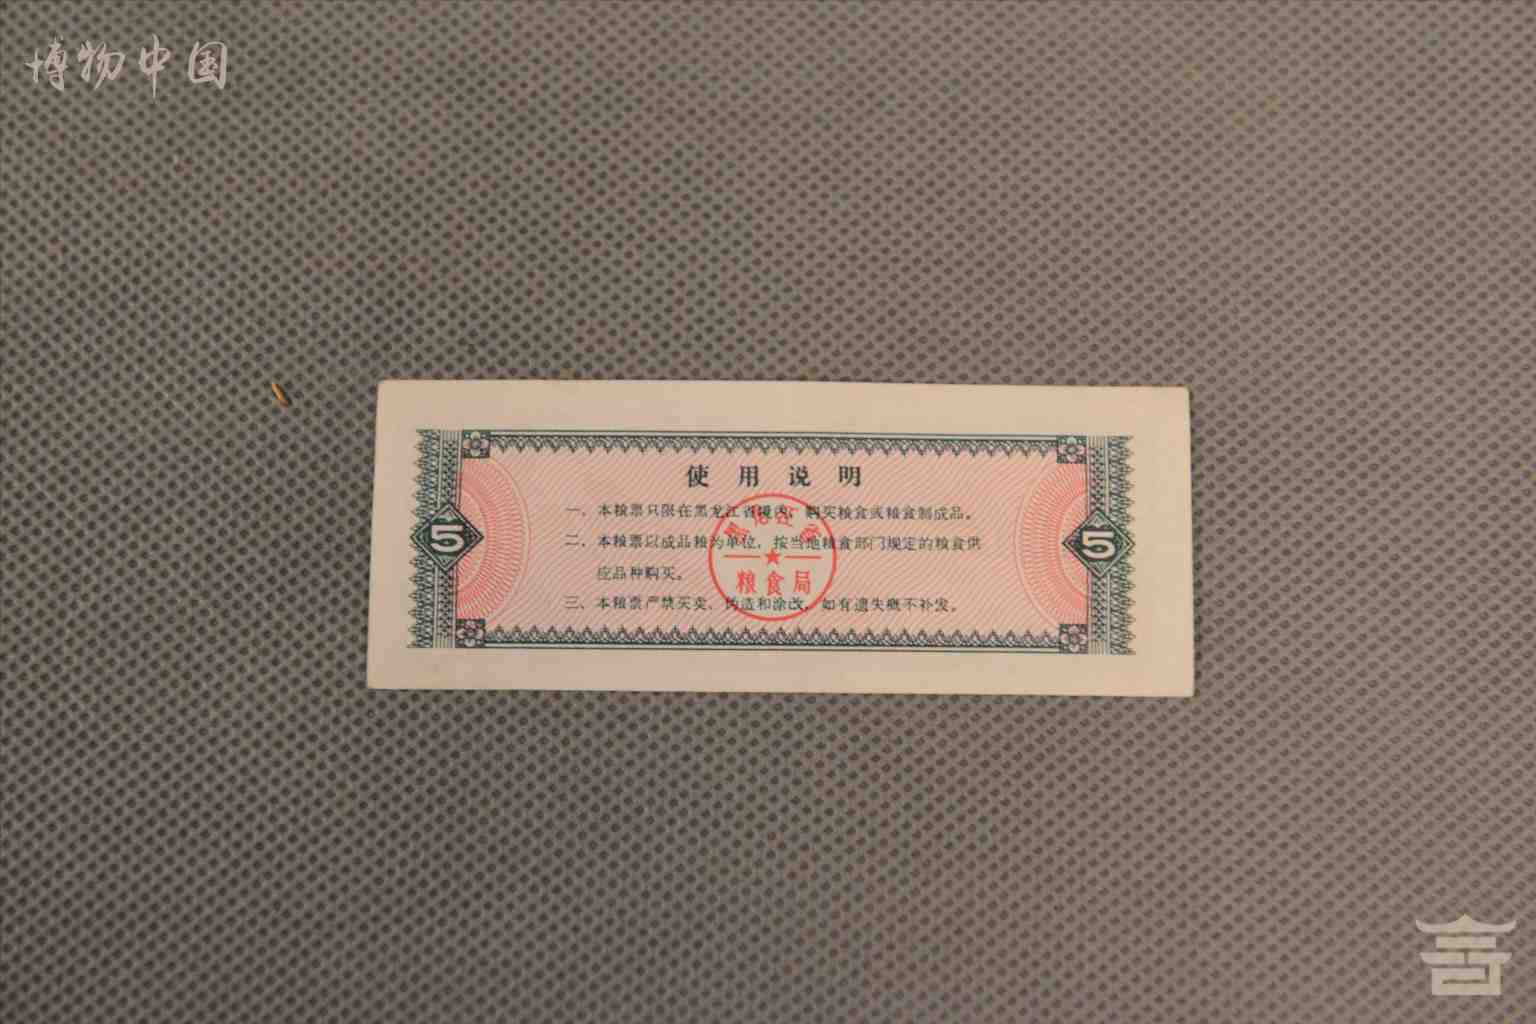 博物中国
使用说明
一、本粮票只限在黑龙江省境内，购买粮食或粮食制成品。
5
二、本粮票以成品粮为单位，按当地粮食部门规定的粮食供
5
应品种购买。
三、本粮票严禁买卖、伪造和涂改，如有遗失概不补发。
黑龙江省
粮食局